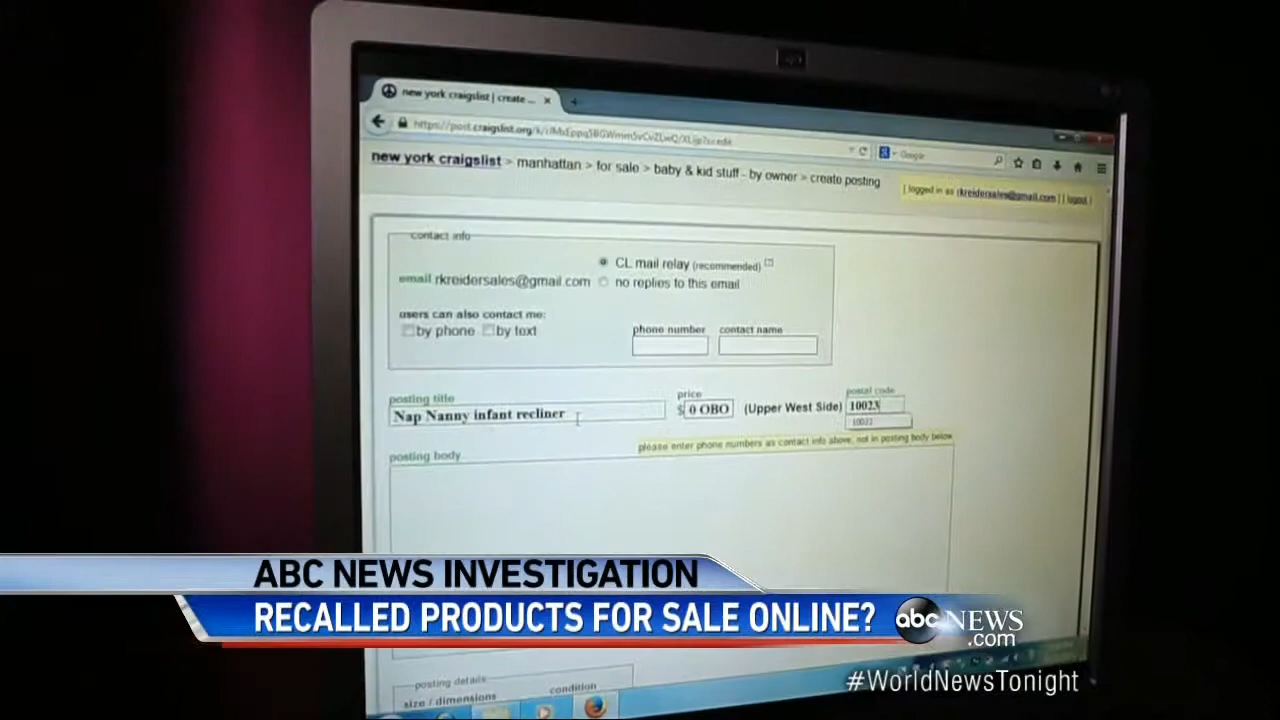 new york craigslist | create ...
new york craigslist > manhattan > for sale > baby & kid stuff - by owner > create posting
Google
[ logged in as rkreidersales@gmail.com ] [ logout ]
contact info
CL mail relay (recommended) [?]
email rkreidersales@gmail.com
no replies to this email
users can also contact me:
by phone by text
phone number contact name
posting title price postal code
Nap Nanny infant recliner $ 0 OBO (Upper West Side) 1002
10023
please enter phone numbers as contact info above, not in posting body below
posting body
ABC NEWS INVESTIGATION
RECALLED PRODUCTS FOR SALE ONLINE?
abc NEWS
.com
#WorldNewsTonight
posting details
size / dimensions condition
hp